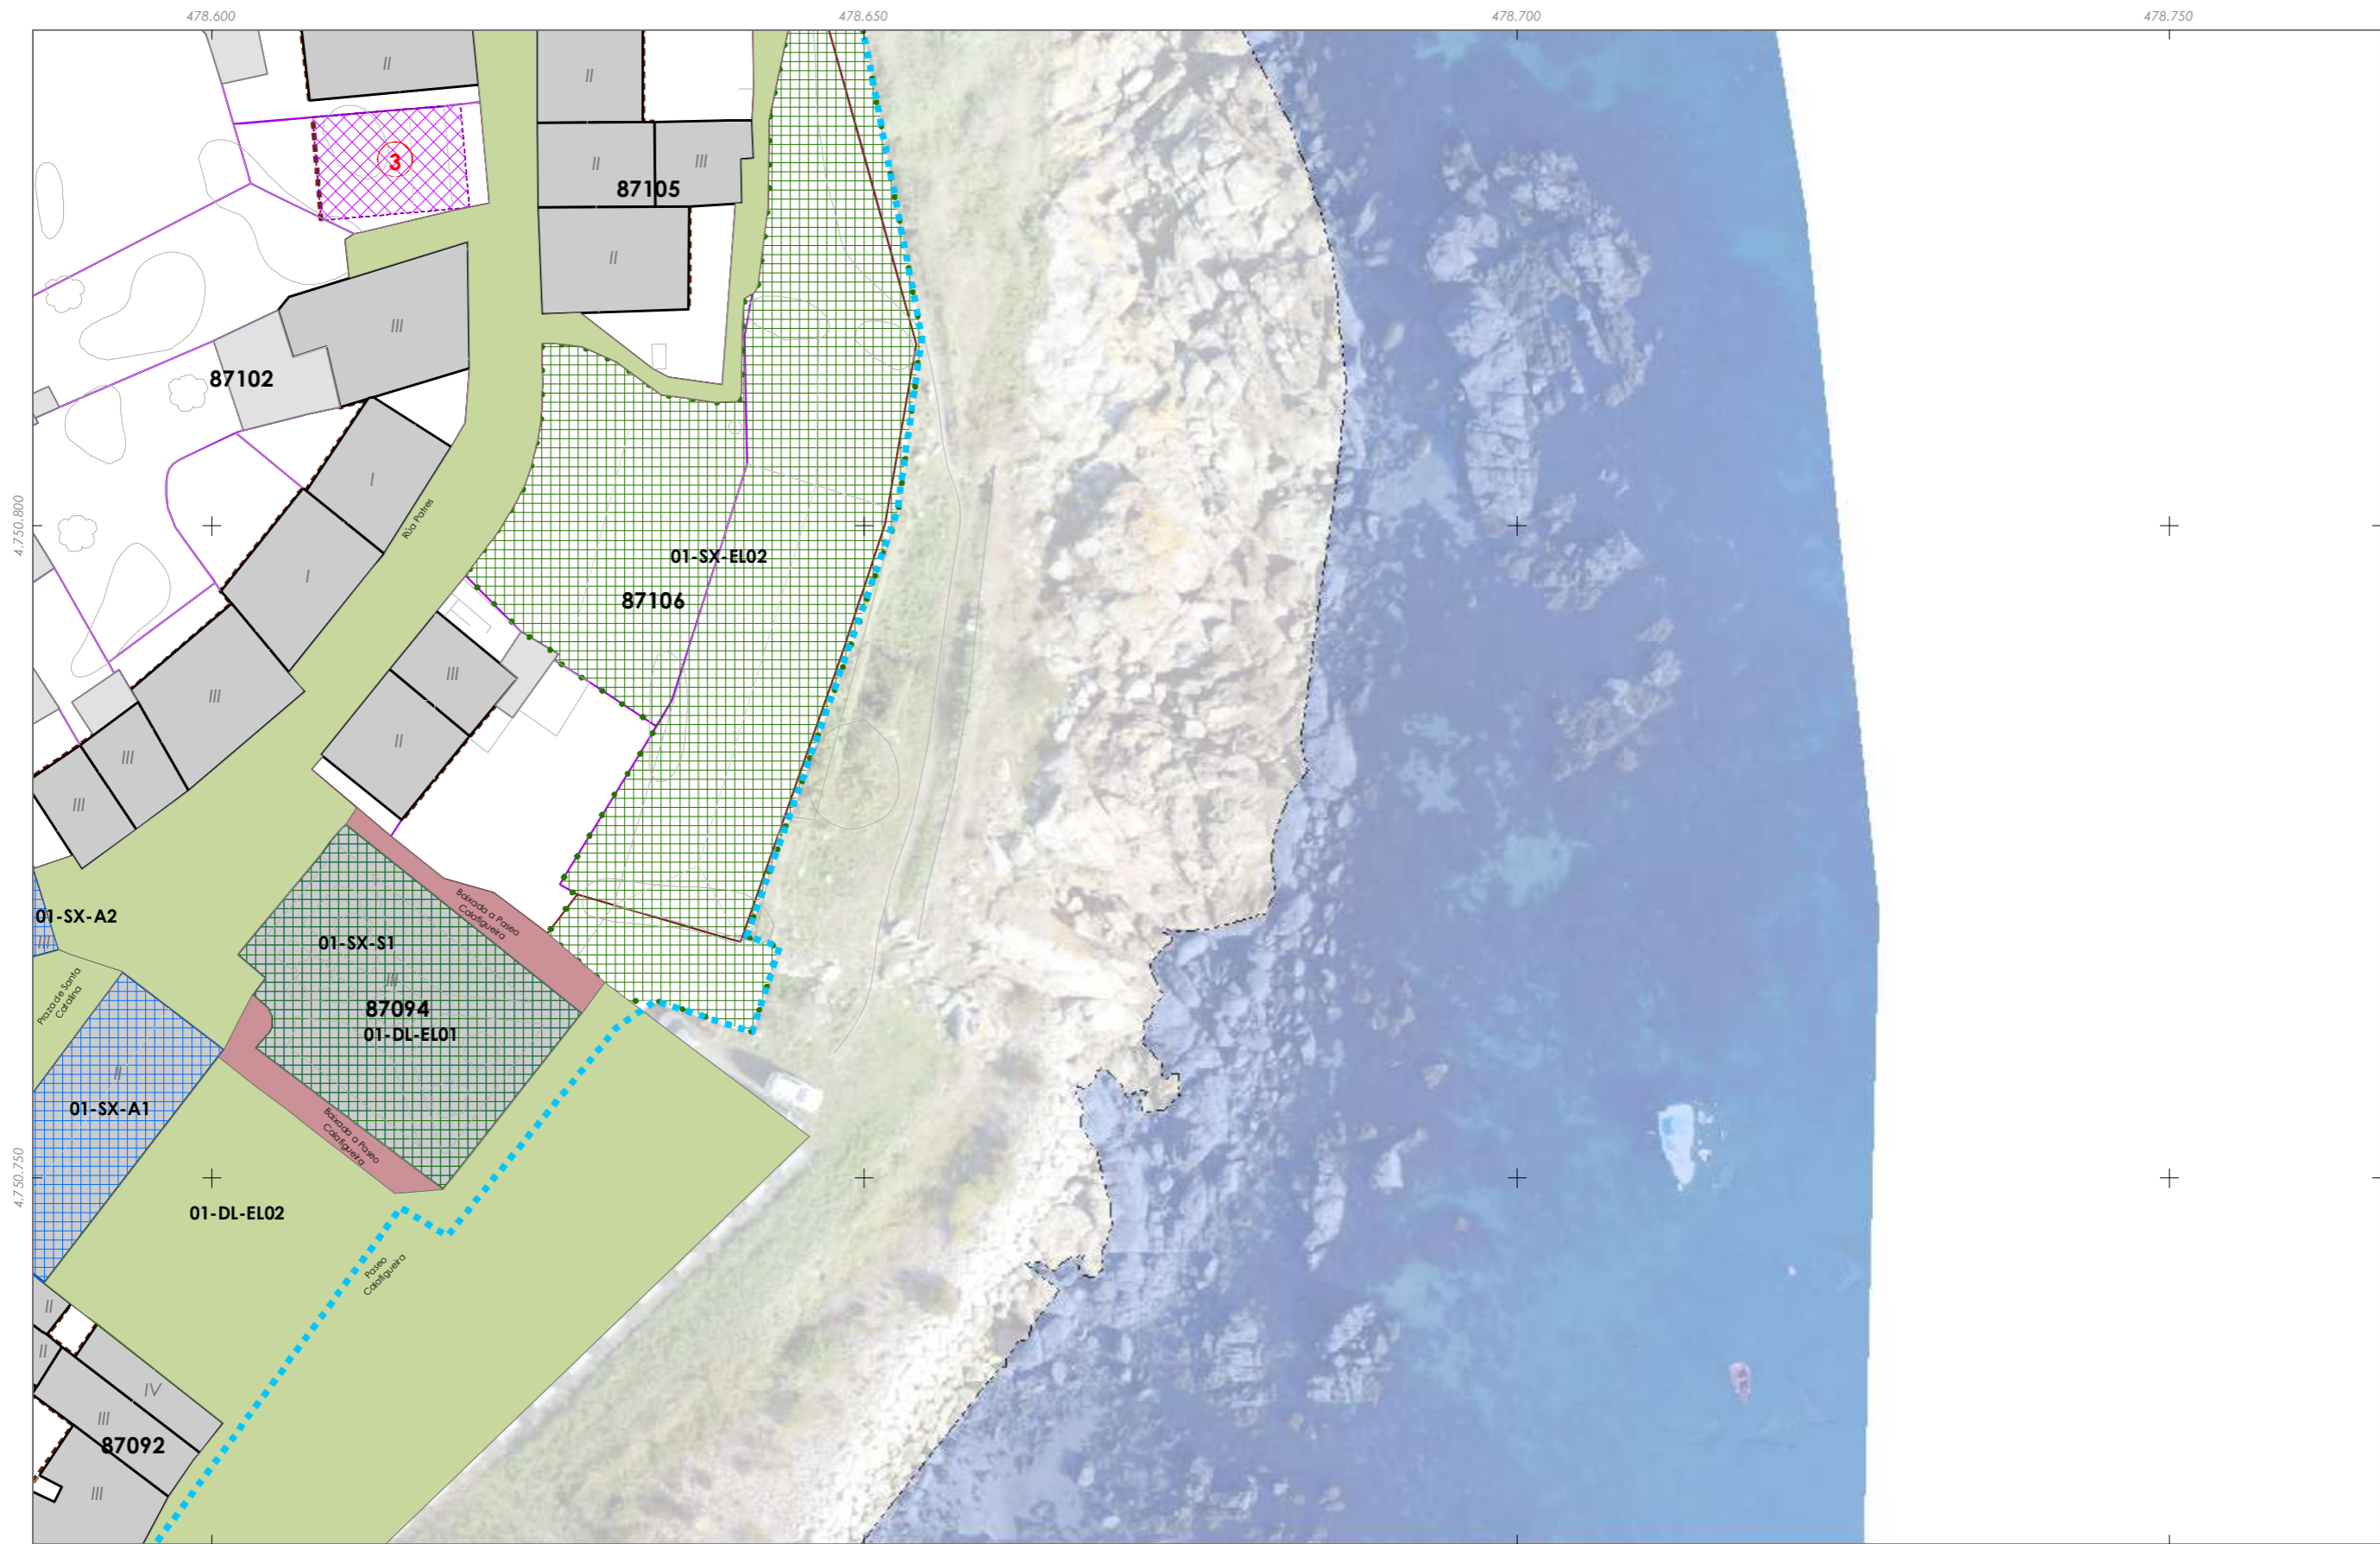 478.600
478.650
478.700
478.750
II
II
3
II
III
87105
II
III
87102
I
Rúa Patres
4.750.800
01-SX-EL02
I
87106
III
III
II
III
III
01-SX-A2
III
Baixada a Paseo
Calafigueira
01-SX-S1
III
Praza de Santa
Catalina
87094
01-DL-EL01
II
01-SX-A1
Baixada a Paseo
Calafigueira
4.750.750
01-DL-EL02
Paseo
Calafigueira
II
II
IV
III
87092
III